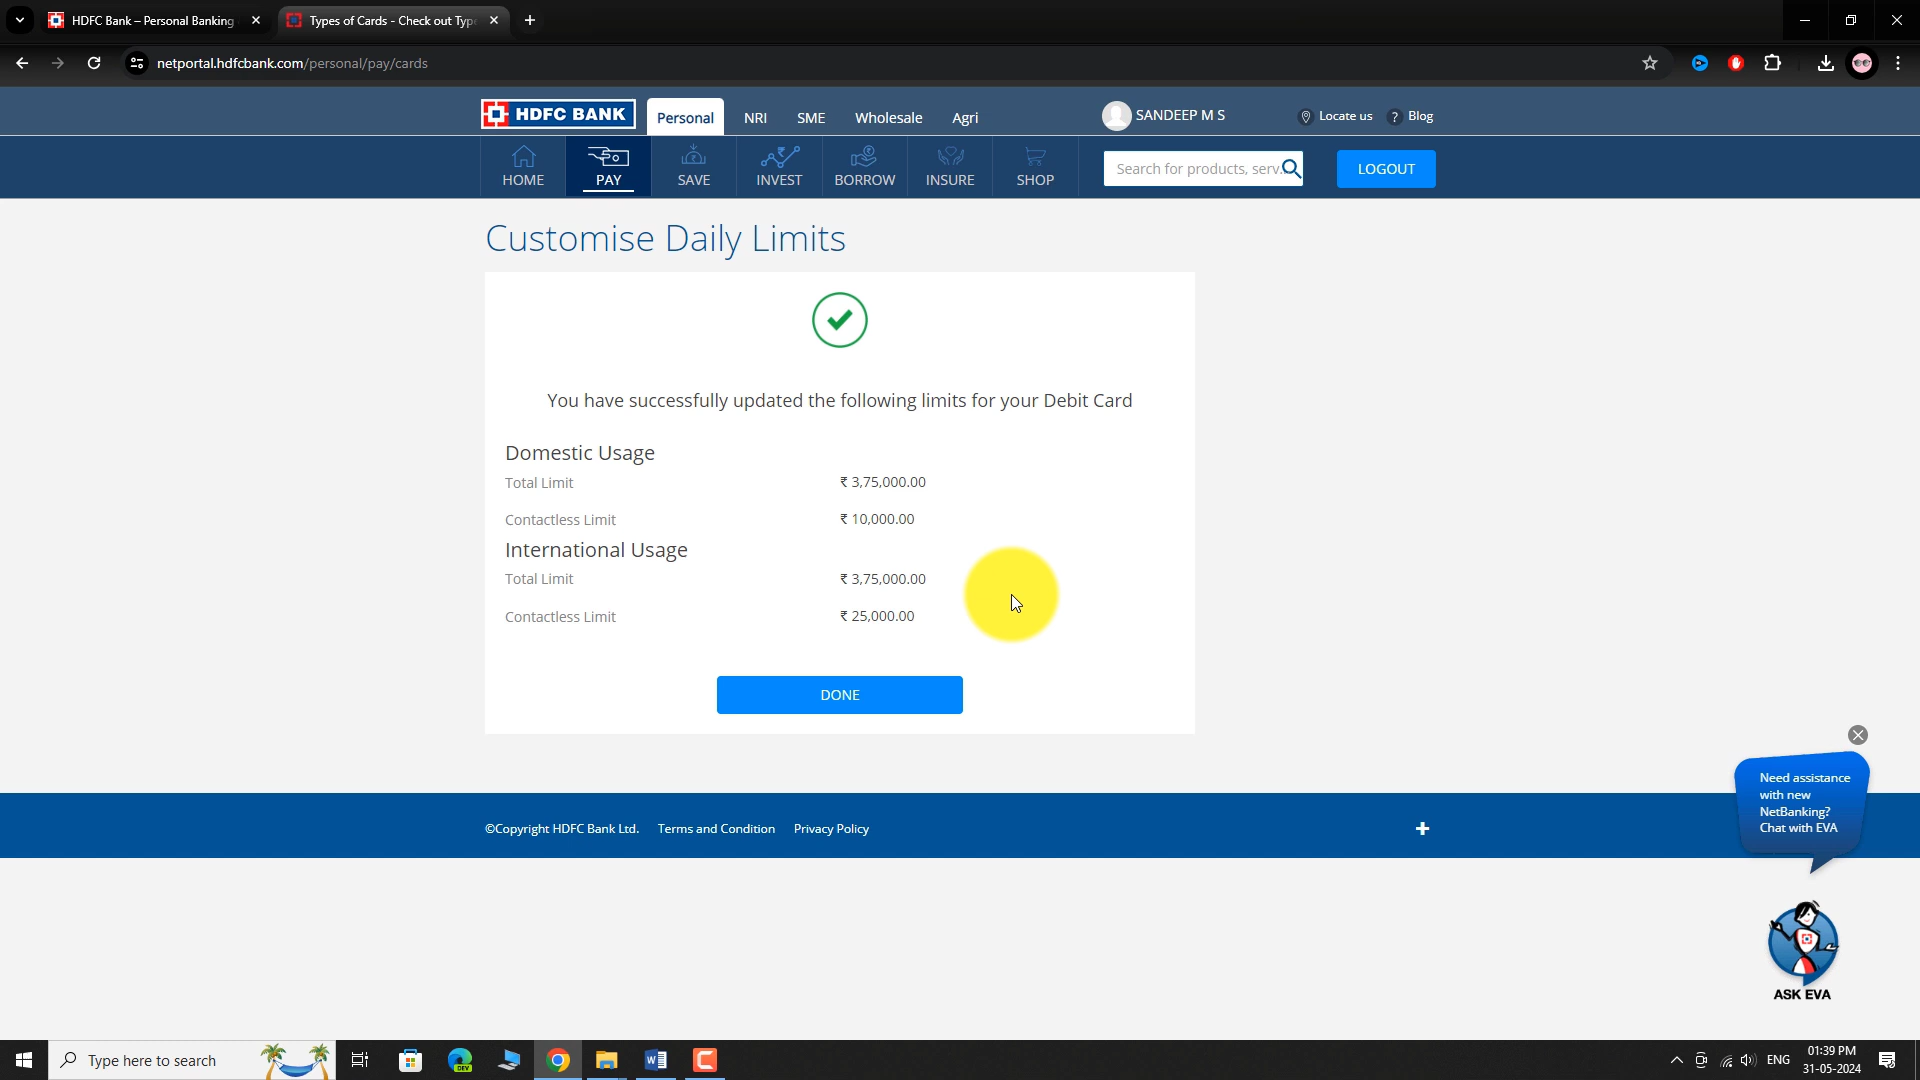 HDFC Bank – Personal Banking
Types of Cards - Check out Type
netportal.hdfcbank.com/personal/pay/cards
HDFC BANK
Personal
NRI
SME
Wholesale
Agri
SANDEEP M S
Locate us
? Blog
HOME
PAY
SAVE
INVEST
BORROW
INSURE
SHOP
Search for products, serv...
LOGOUT
Customise Daily Limits
You have successfully updated the following limits for your Debit Card
Domestic Usage
Total Limit ₹ 3,75,000.00
Contactless Limit ₹ 10,000.00
International Usage
Total Limit ₹ 3,75,000.00
Contactless Limit ₹ 25,000.00
DONE
Need assistance
with new
NetBanking?
Chat with EVA
©Copyright HDFC Bank Ltd. Terms and Condition Privacy Policy
ASK EVA
Type here to search
DEV
ENG
01:39 PM
31-05-2024